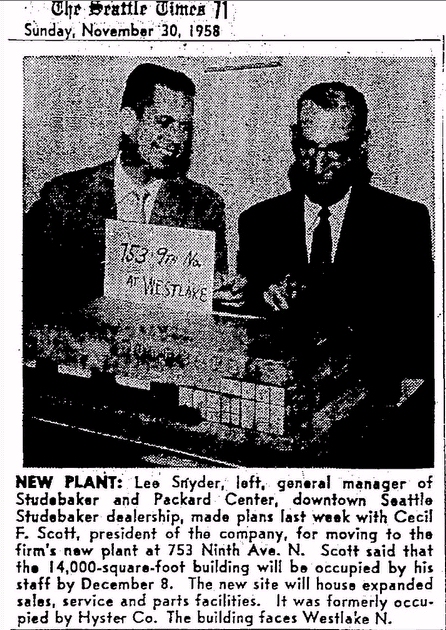 The Seattle Times 71
Sunday, November 30, 1958
753 9TH No.
AT WESTLAKE
NEW PLANT: Lee Snyder, left, general manager of
Studebaker and Packard Center, downtown Seattle
Studebaker dealership, made plans last week with Cecil
F. Scott, president of the company, for moving to the
firm's new plant at 753 Ninth Ave. N. Scott said that
the 14,000-square-foot building will be occupied by his
staff by December 8. The new site will house expanded
sales, service and parts facilities. It was formerly occu-
pied by Hyster Co. The building faces Westlake N.